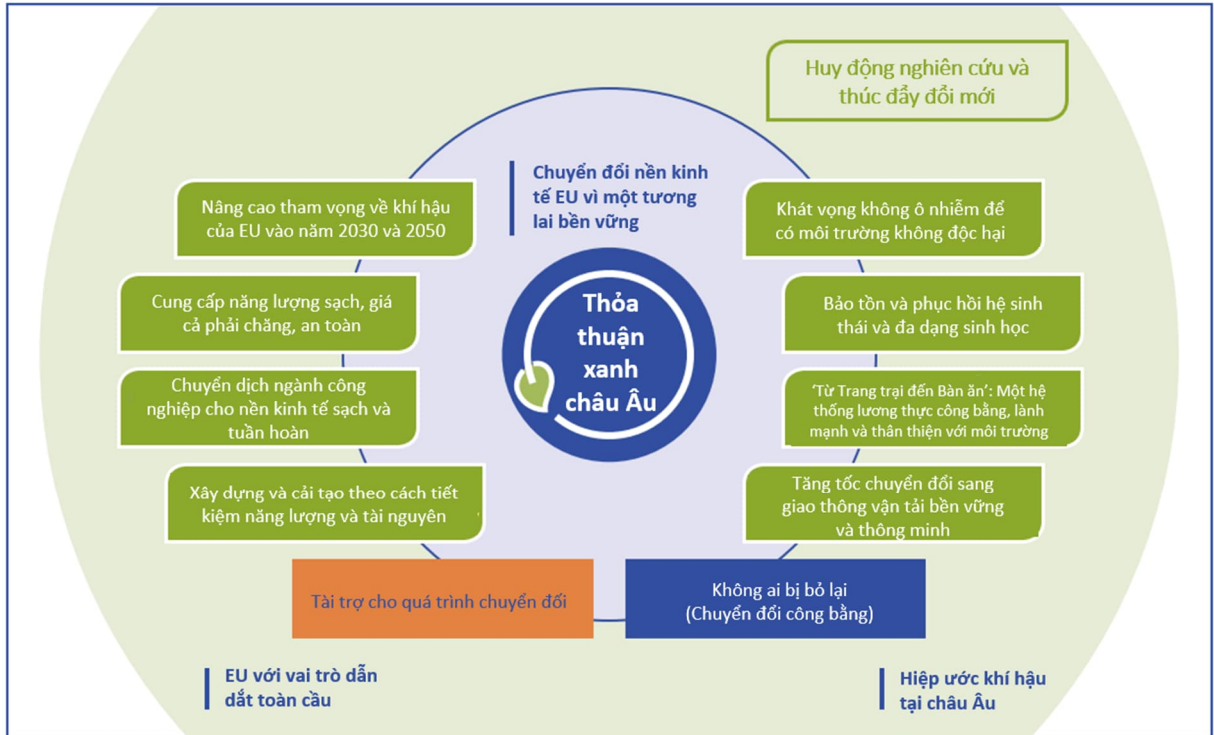 Huy động nghiên cứu và
thúc đẩy đổi mới
Chuyển đổi nền kinh
tế EU vì một tương
lai bền vững
Nâng cao tham vọng về khí hậu
của EU vào năm 2030 và 2050
Cung cấp năng lượng sạch, giá
cả phải chăng, an toàn
Chuyển dịch ngành công
nghiệp cho nền kinh tế sạch và
tuần hoàn
Xây dựng và cải tạo theo cách tiết
kiệm năng lượng và tài nguyên
Thỏa
thuận
xanh
châu Âu
Khát vọng không ô nhiễm để
có môi trường không độc hại
Bảo tồn và phục hồi hệ sinh
thái và đa dạng sinh học
'Từ Trang trại đến Bàn ăn': Một hệ
thống lương thực công bằng, lành
mạnh và thân thiện với môi trường
Tăng tốc chuyển đổi sang
giao thông vận tải bền vững
và thông minh
Tài trợ cho quá trình chuyển đổi
Không ai bị bỏ lại
(Chuyển đổi công bằng)
EU với vai trò dẫn
dắt toàn cầu
Hiệp ước khí hậu
tại châu Âu